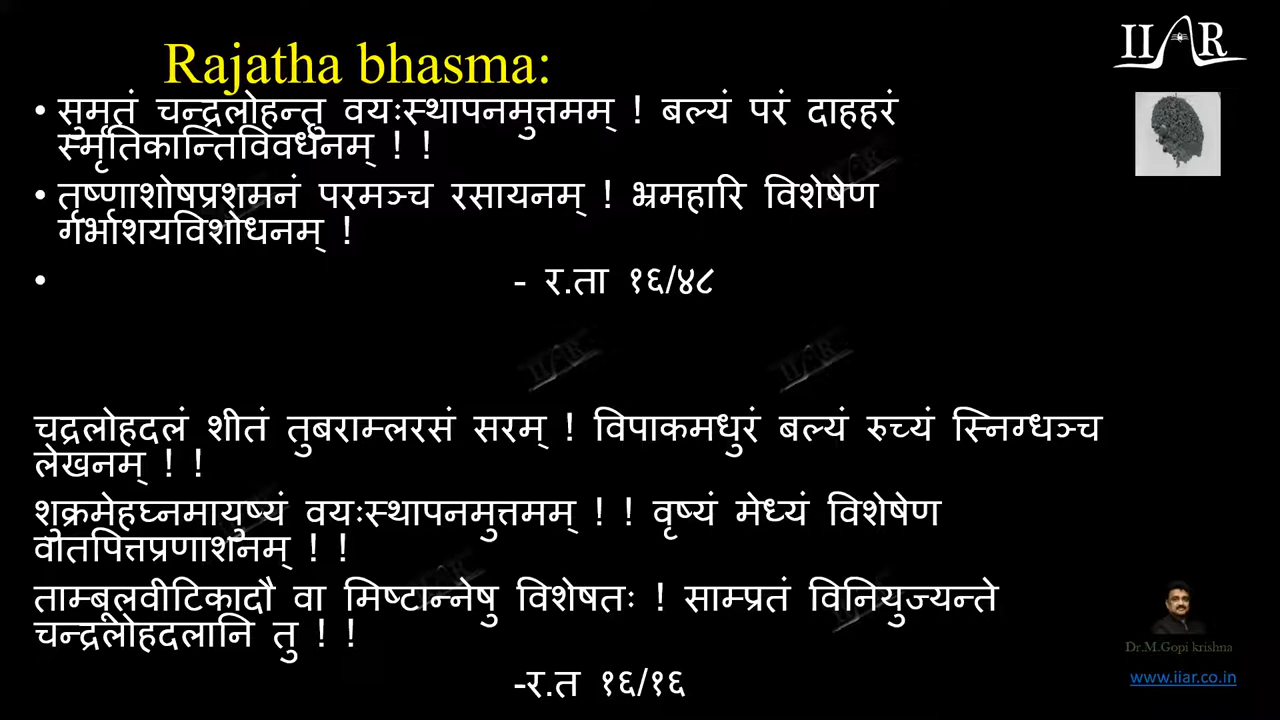 Rajatha bhasma:
IIAR
• सुमृतं चन्द्रलोहन्तु वयःस्थापनमुत्तमम् ! बल्यं परं दाहहरं
स्मृतिकान्तिविवर्धनम् ! !
• तृष्णाशोषप्रशमनं परमञ्च रसायनम् ! भ्रमहारि विशेषेण
र्गर्भाशयविशोधनम् !
• - र.ता १६/४८
चद्रलोहदलं शीतं तुबराम्लरसं सरम् ! विपाकमधुरं बल्यं रुच्यं स्निग्धञ्च
लेखनम् ! !
शुक्रमेहघ्नमायुष्यं वयःस्थापनमुत्तमम् ! ! वृष्यं मेध्यं विशेषेण
वातपित्तप्रणाशनम् ! !
ताम्बूलवीटिकादौ वा मिष्टान्नेषु विशेषतः ! साम्प्रतं विनियुज्यन्ते
चन्द्रलोहदलानि तु ! !
-र.त १६/१६
Dr.M.Gopi krishna
www.iiar.co.in